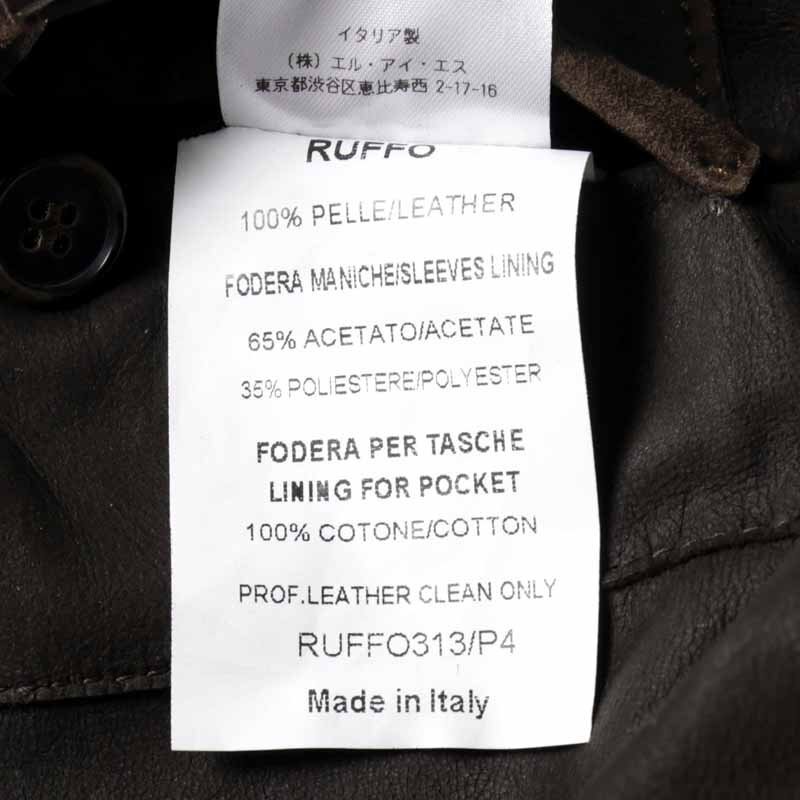 イタリア製
(株) エル・アイ・エス
東京都渋谷区恵比寿西 2-17-16
RUFFO
100% PELLE/LEATHER
FODERA MANICHE/SLEEVES LINING
65% ACETATO/ACETATE
35% POLIESTERE/POLYESTER
FODERA PER TASCHE
LINING FOR POCKET
100% COTONE/COTTON
PROF.LEATHER CLEAN ONLY
RUFFO313/P4
Made in Italy